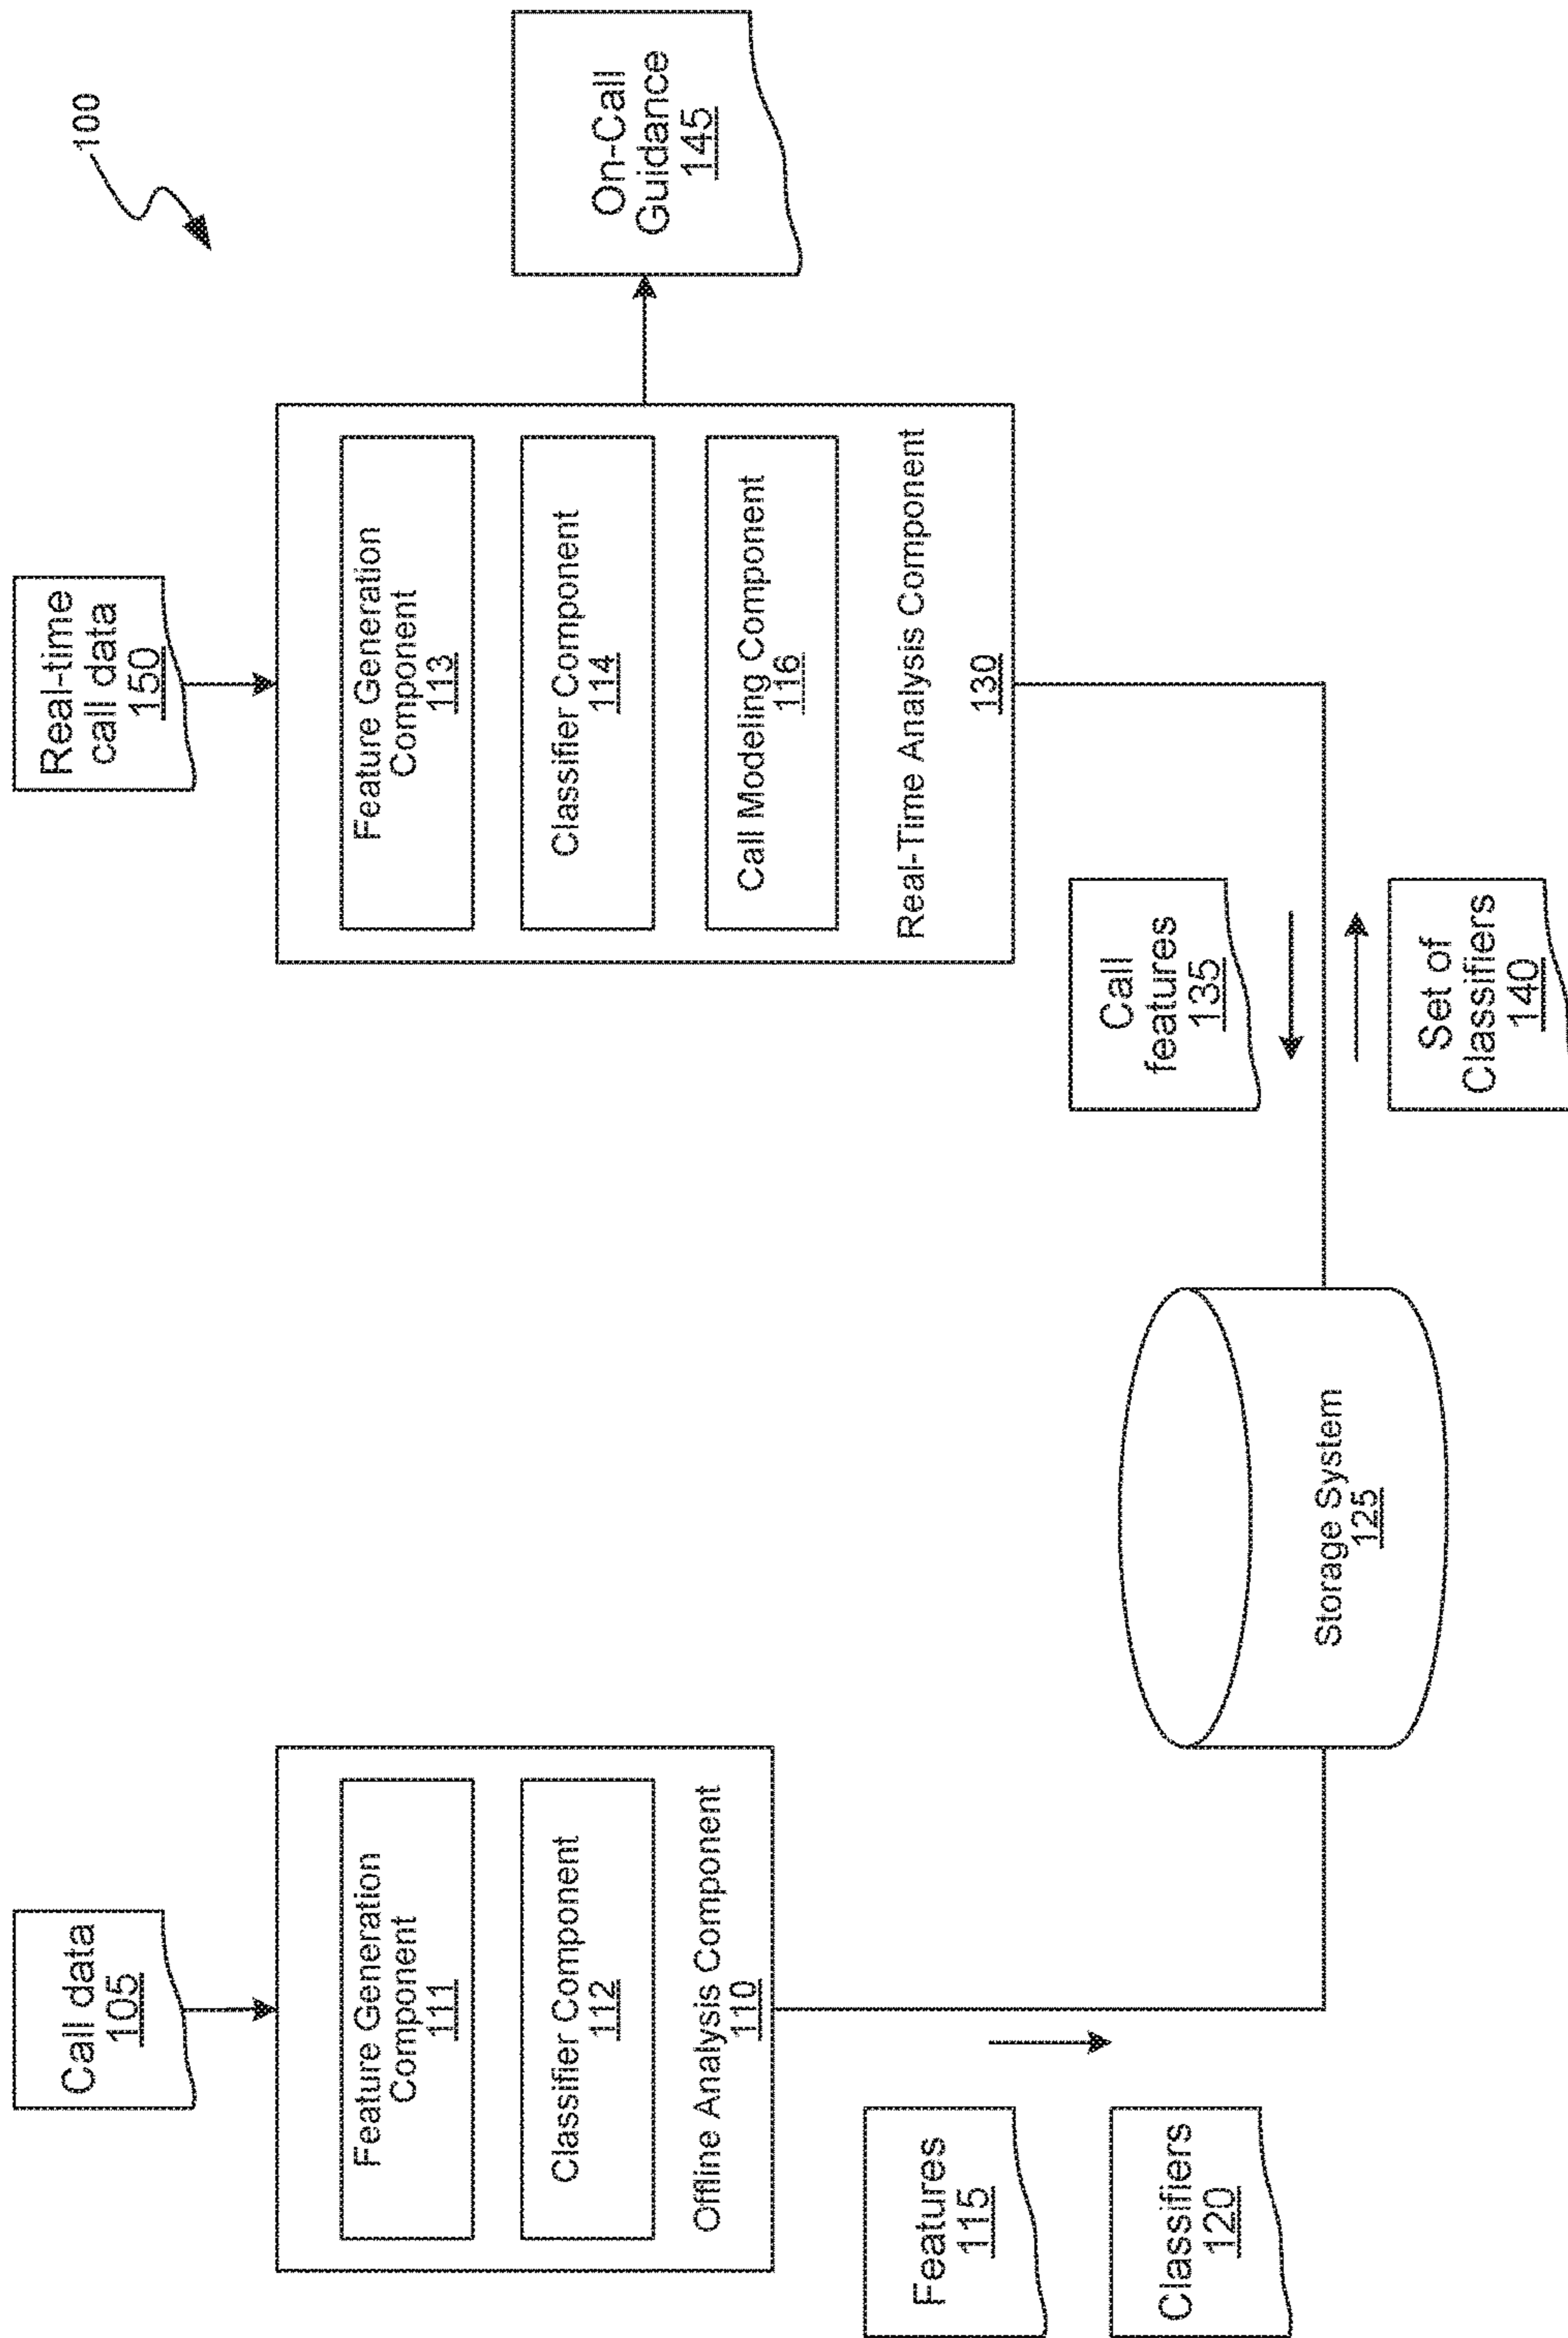 100
Call data
105
Feature Generation
Component
111
Classifier Component
112
Offline Analysis Component
110
Features
115
Classifiers
120
Storage System
125
Real-time
call data
150
Feature Generation
Component
113
Classifier Component
114
Call Modeling Component
116
Real-Time Analysis Component
130
On-Call
Guidance
145
Call
features
135
Set of
Classifiers
140